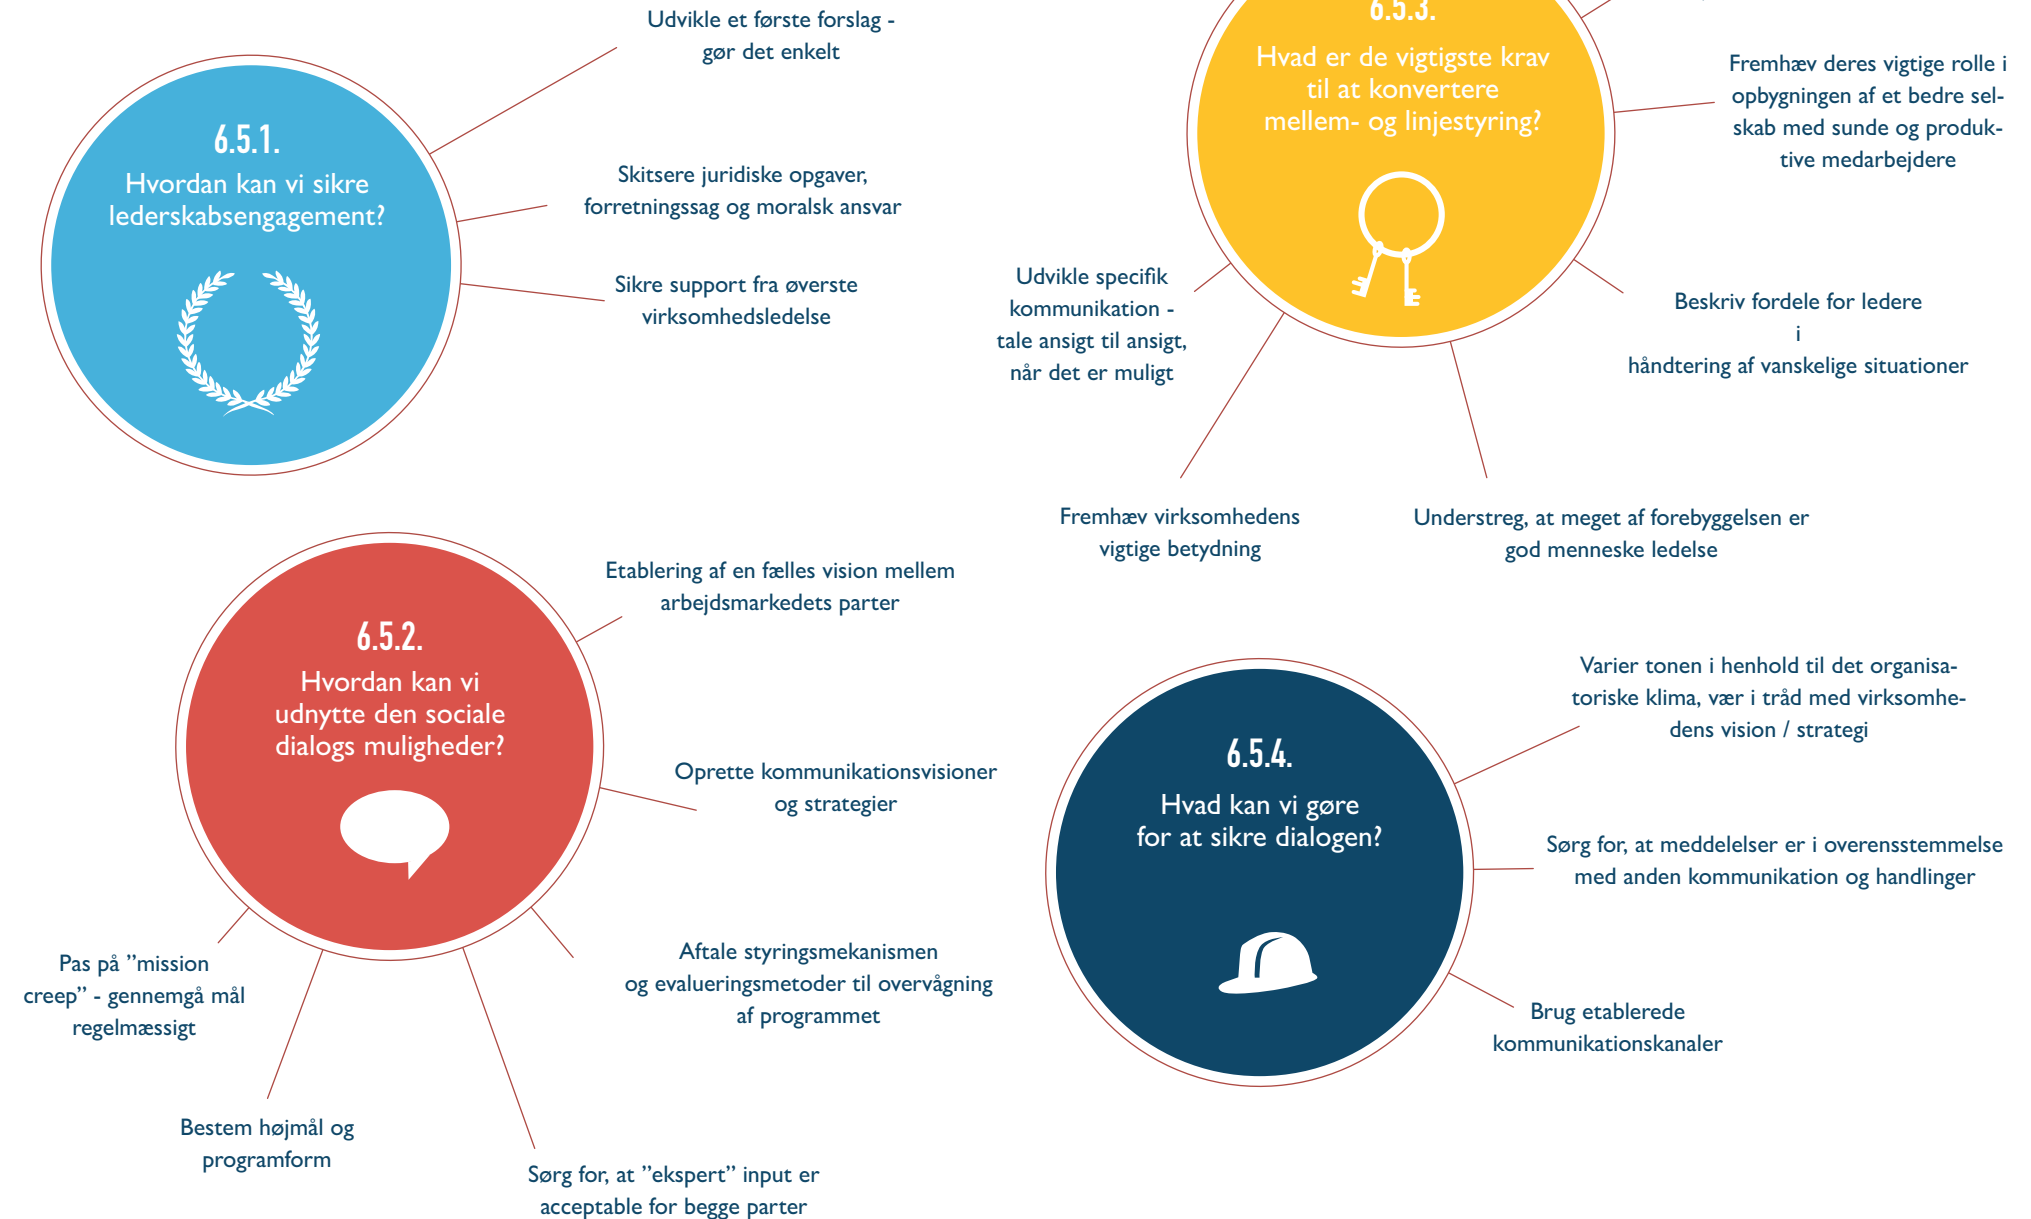 Udvikle et første forslag -
gør det enkelt
6.5.1.
Hvordan kan vi sikre
lederskabsengagement?
Skitsere juridiske opgaver,
forretningssag og moralsk ansvar
Sikre support fra øverste
virksomhedsledelse
6.5.3.
Hvad er de vigtigste krav
til at konvertere
mellem- og linjestyring?
Fremhæv deres vigtige rolle i
opbygningen af et bedre sel-
skab med sunde og produk-
tive medarbejdere
Beskriv fordele for ledere
i
håndtering af vanskelige situationer
Understreg, at meget af forebyggelsen er
god menneske ledelse
Fremhæv virksomhedens
vigtige betydning
Udvikle specifik
kommunikation -
tale ansigt til ansigt,
når det er muligt
6.5.2.
Hvordan kan vi
udnytte den sociale
dialogs muligheder?
Etablering af en fælles vision mellem
arbejdsmarkedets parter
Oprette kommunikationsvisioner
og strategier
Aftale styringsmekanismen
og evalueringsmetoder til overvågning
af programmet
Sørg for, at ”ekspert” input er
acceptable for begge parter
Bestem højmål og
programform
Pas på ”mission
creep” - gennemgå mål
regelmæssigt
6.5.4.
Hvad kan vi gøre
for at sikre dialogen?
Varier tonen i henhold til det organisa-
toriske klima, vær i tråd med virksomhe-
dens vision / strategi
Sørg for, at meddelelser er i overensstemmelse
med anden kommunikation og handlinger
Brug etablerede
kommunikationskanaler